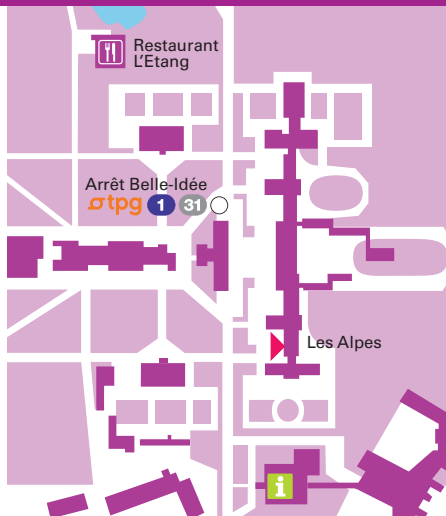 Restaurant
L'Etang
Arrêt Belle-Idée
tpg 1 31
Les Alpes
i